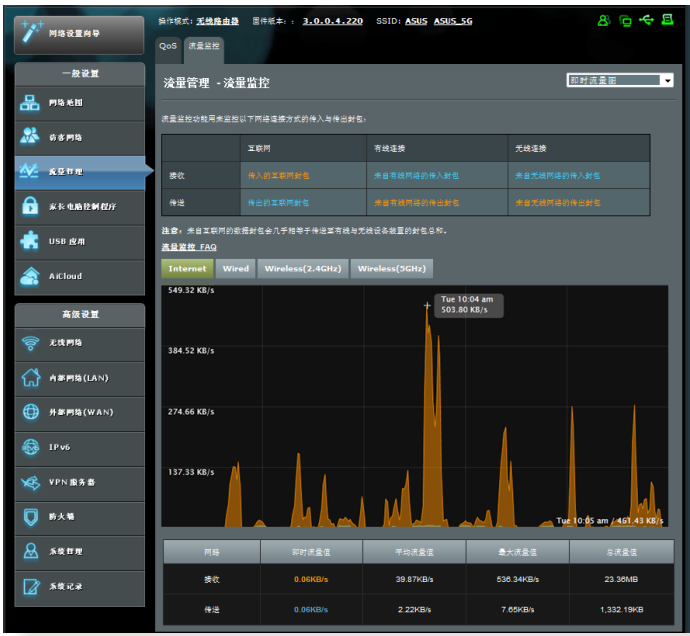 操作模式: 无线路由器 固件版本: : 3.0.0.4.220 SSID: ASUS ASUS_5G
网络设置向导
QoS 流量监控
一般设置
网络地图
访客网络
流量管理
家长电脑控制程序
USB 应用
AiCloud
高级设置
无线网络
内部网络(LAN)
外部网络(WAN)
IPv6
VPN 服务器
防火墙
系统管理
系统记录
流量管理 - 流量监控
即时流量图
流量监控功能用来监控以下网络连接方式的传入与传出封包:
互联网 有线连接 无线连接
接收 传入的互联网封包 来自有线网络的传入封包 来自无线网络的传入封包
传送 传出的互联网封包 来自有线网络的传出封包 来自无线网络的传出封包
注意: 来自互联网的数据封包会几乎相等于传送至有线与无线设备装置的封包总和。
流量监控 FAQ
Internet Wired Wireless(2.4GHz) Wireless(5GHz)
549.32 KB/s
Tue 10:04 am
503.80 KB/s
384.52 KB/s
274.66 KB/s
137.33 KB/s
Tue 10:05 am / 461.43 KB/s
网络 即时流量值 平均流量值 最大流量值 总流量值
接收 0.06KB/s 39.87KB/s 536.34KB/s 23.36MB
传送 0.06KB/s 2.22KB/s 7.65KB/s 1,332.19KB